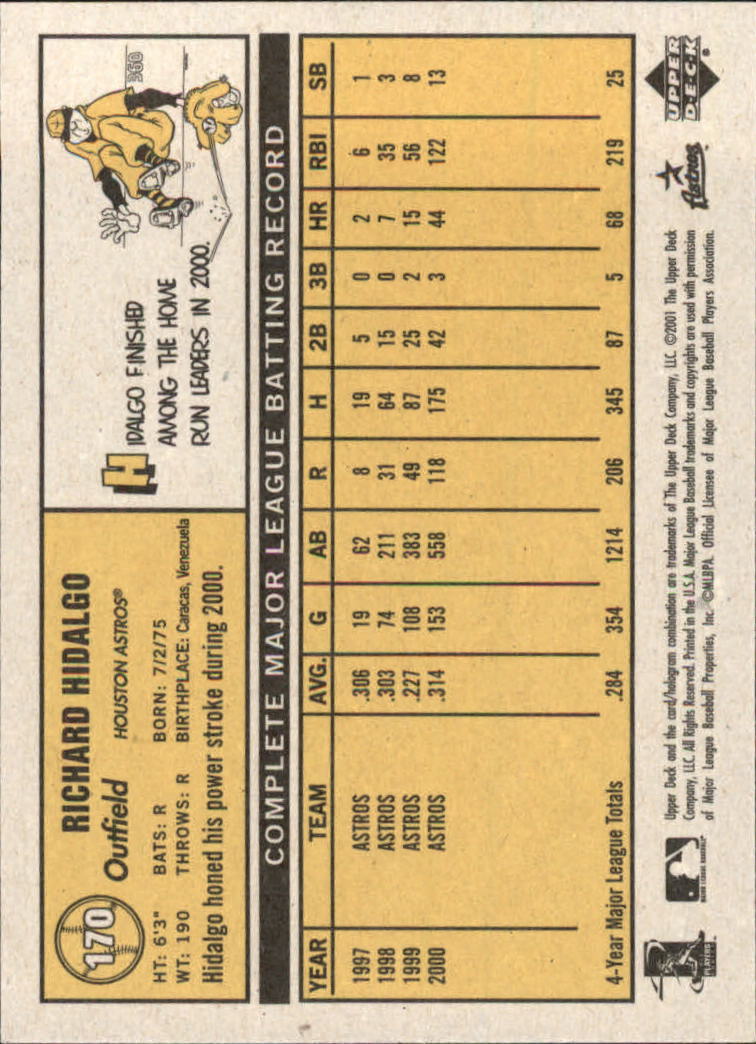 170
RICHARD HIDALGO
Outfield HOUSTON ASTROS®
HT: 6'3" BATS: R BORN: 7/2/75
WT: 190 THROWS: R BIRTHPLACE: Caracas, Venezuela
Hidalgo honed his power stroke during 2000.
HIDALGO FINISHED
AMONG THE HOME
RUN LEADERS IN 2000.
360
COMPLETE MAJOR LEAGUE BATTING RECORD
YEAR TEAM AVG. G AB R H 2B 3B HR RBI SB
1997 ASTROS .306 19 62 8 19 5 0 2 6 1
1998 ASTROS .303 74 211 31 64 15 0 7 35 3
1999 ASTROS .227 108 383 49 87 25 2 15 56 8
2000 ASTROS .314 153 558 118 175 42 3 44 122 13
4-Year Major League Totals .284 354 1214 206 345 87 5 68 219 25
PLAYERS
MAJOR LEAGUE BASEBALL
Upper Deck and the card/hologram combination are trademarks of The Upper Deck Company, LLC. ©2001 The Upper Deck
Company, LLC. All Rights Reserved. Printed in the U.S.A. Major League Baseball trademarks and copyrights are used with permission
of Major League Baseball Properties, Inc. ©MLBPA. Official Licensee of Major League Baseball Players Association.
Astros
UPPER
DECK